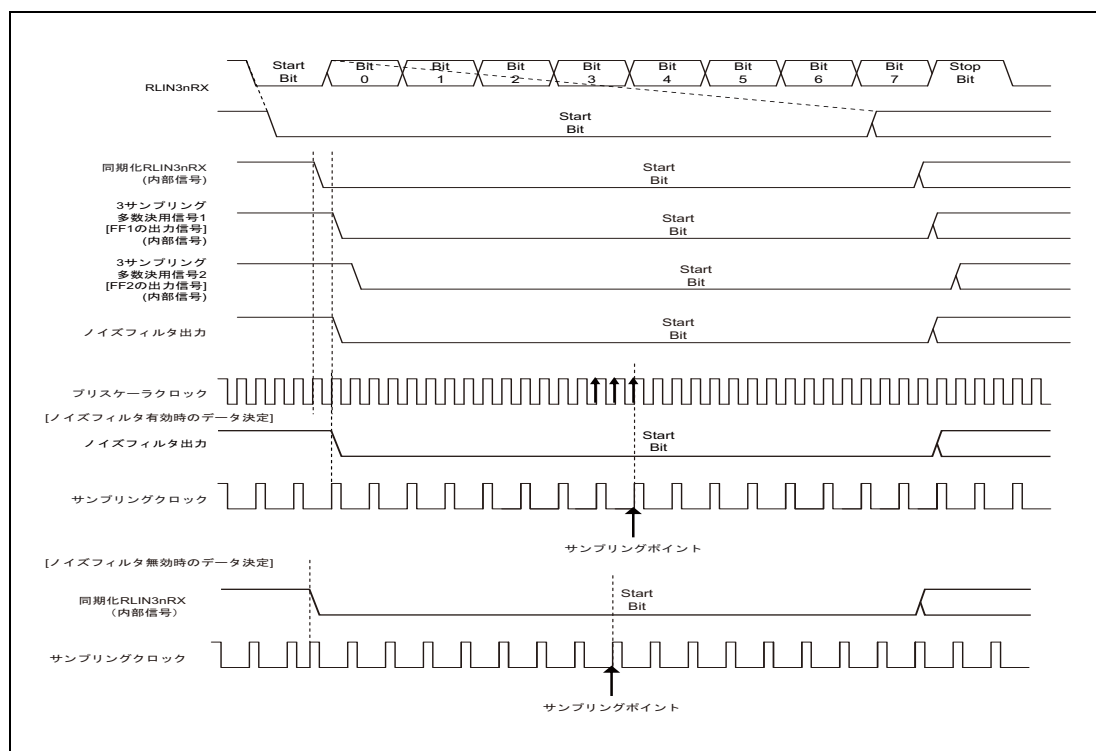 RLIN3nRX
Start
Bit
Bit
0
Bit
1
Bit
2
Bit
3
Bit
4
Bit
5
Bit
6
Bit
7
Stop
Bit
Start
Bit
同期化RLIN3nRX
(内部信号)
Start
Bit
3サンプリング
多数決用信号1
[FF1の出力信号]
(内部信号)
Start
Bit
3サンプリング
多数決用信号2
[FF2の出力信号]
(内部信号)
Start
Bit
ノイズフィルタ出力
Start
Bit
プリスケーラクロック
[ノイズフィルタ有効時のデータ決定]
ノイズフィルタ出力
Start
Bit
サンプリングクロック
サンプリングポイント
[ノイズフィルタ無効時のデータ決定]
同期化RLIN3nRX
(内部信号)
Start
Bit
サンプリングクロック
サンプリングポイント